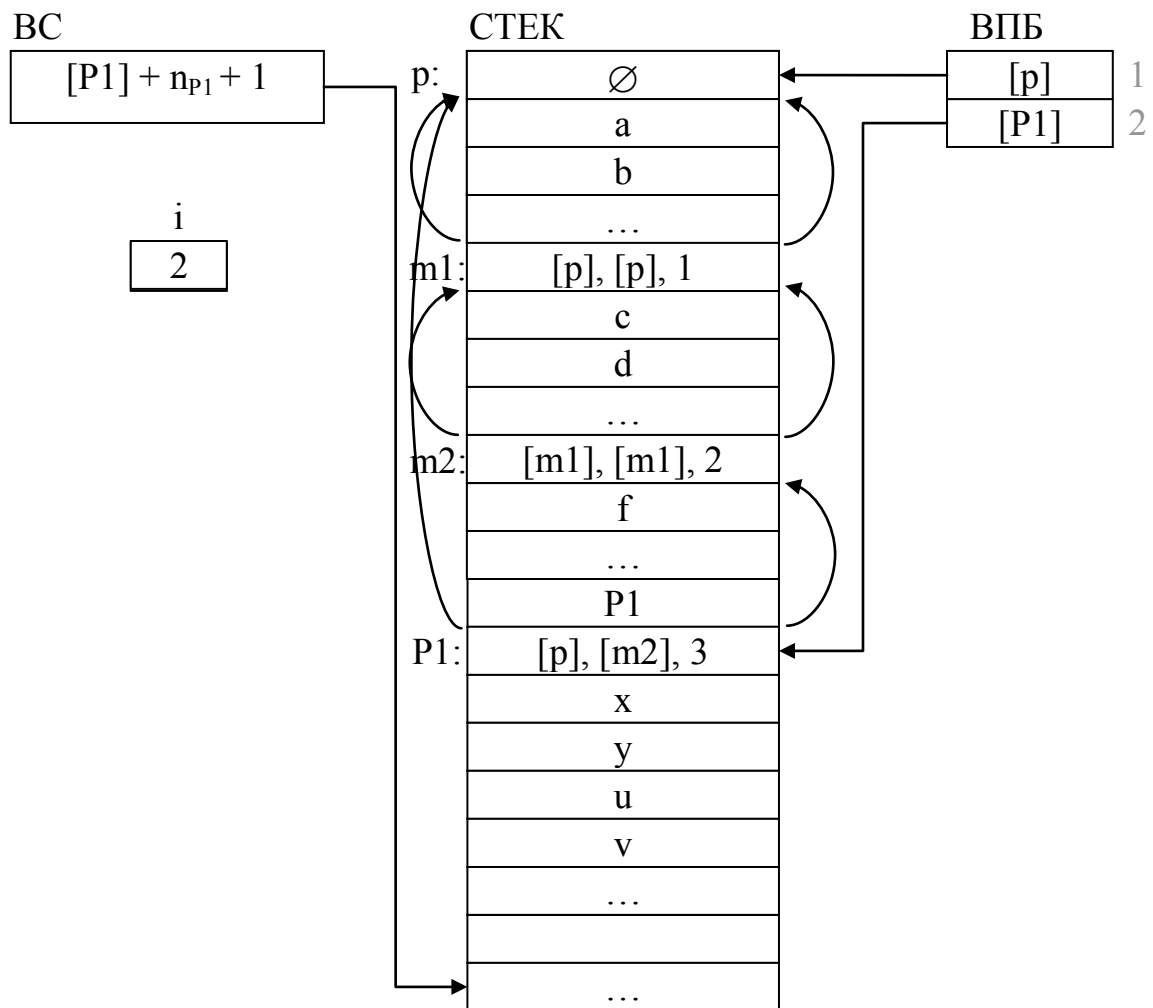 ВС СТЕК ВПБ
[P1] + nP1 + 1 p: ∅ [p] 1
a [P1] 2
b
i …
2 m1: [p], [p], 1
c
d
…
m2: [m1], [m1], 2
f
…
P1
P1: [p], [m2], 3
x
y
u
v
…
…